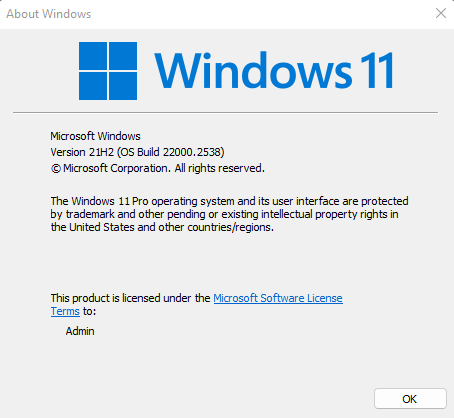 About Windows
Windows 11
Microsoft Windows
Version 21H2 (OS Build 22000.2538)
© Microsoft Corporation. All rights reserved.
The Windows 11 Pro operating system and its user interface are protected
by trademark and other pending or existing intellectual property rights in
the United States and other countries/regions.
This product is licensed under the Microsoft Software License
Terms to:
Admin
OK